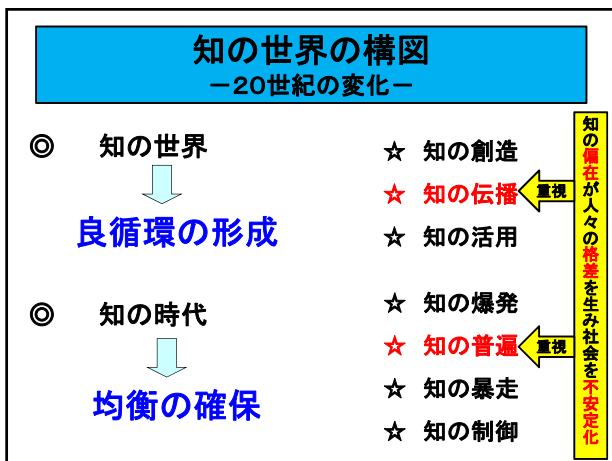 知の世界の構図
－20世紀の変化－
◎ 知の世界
良循環の形成
☆ 知の創造
☆ 知の伝播
☆ 知の活用
重視
◎ 知の時代
均衡の確保
☆ 知の爆発
☆ 知の普遍
☆ 知の暴走
☆ 知の制御
重視
知の偏在が人々の格差を生み社会を不安定化